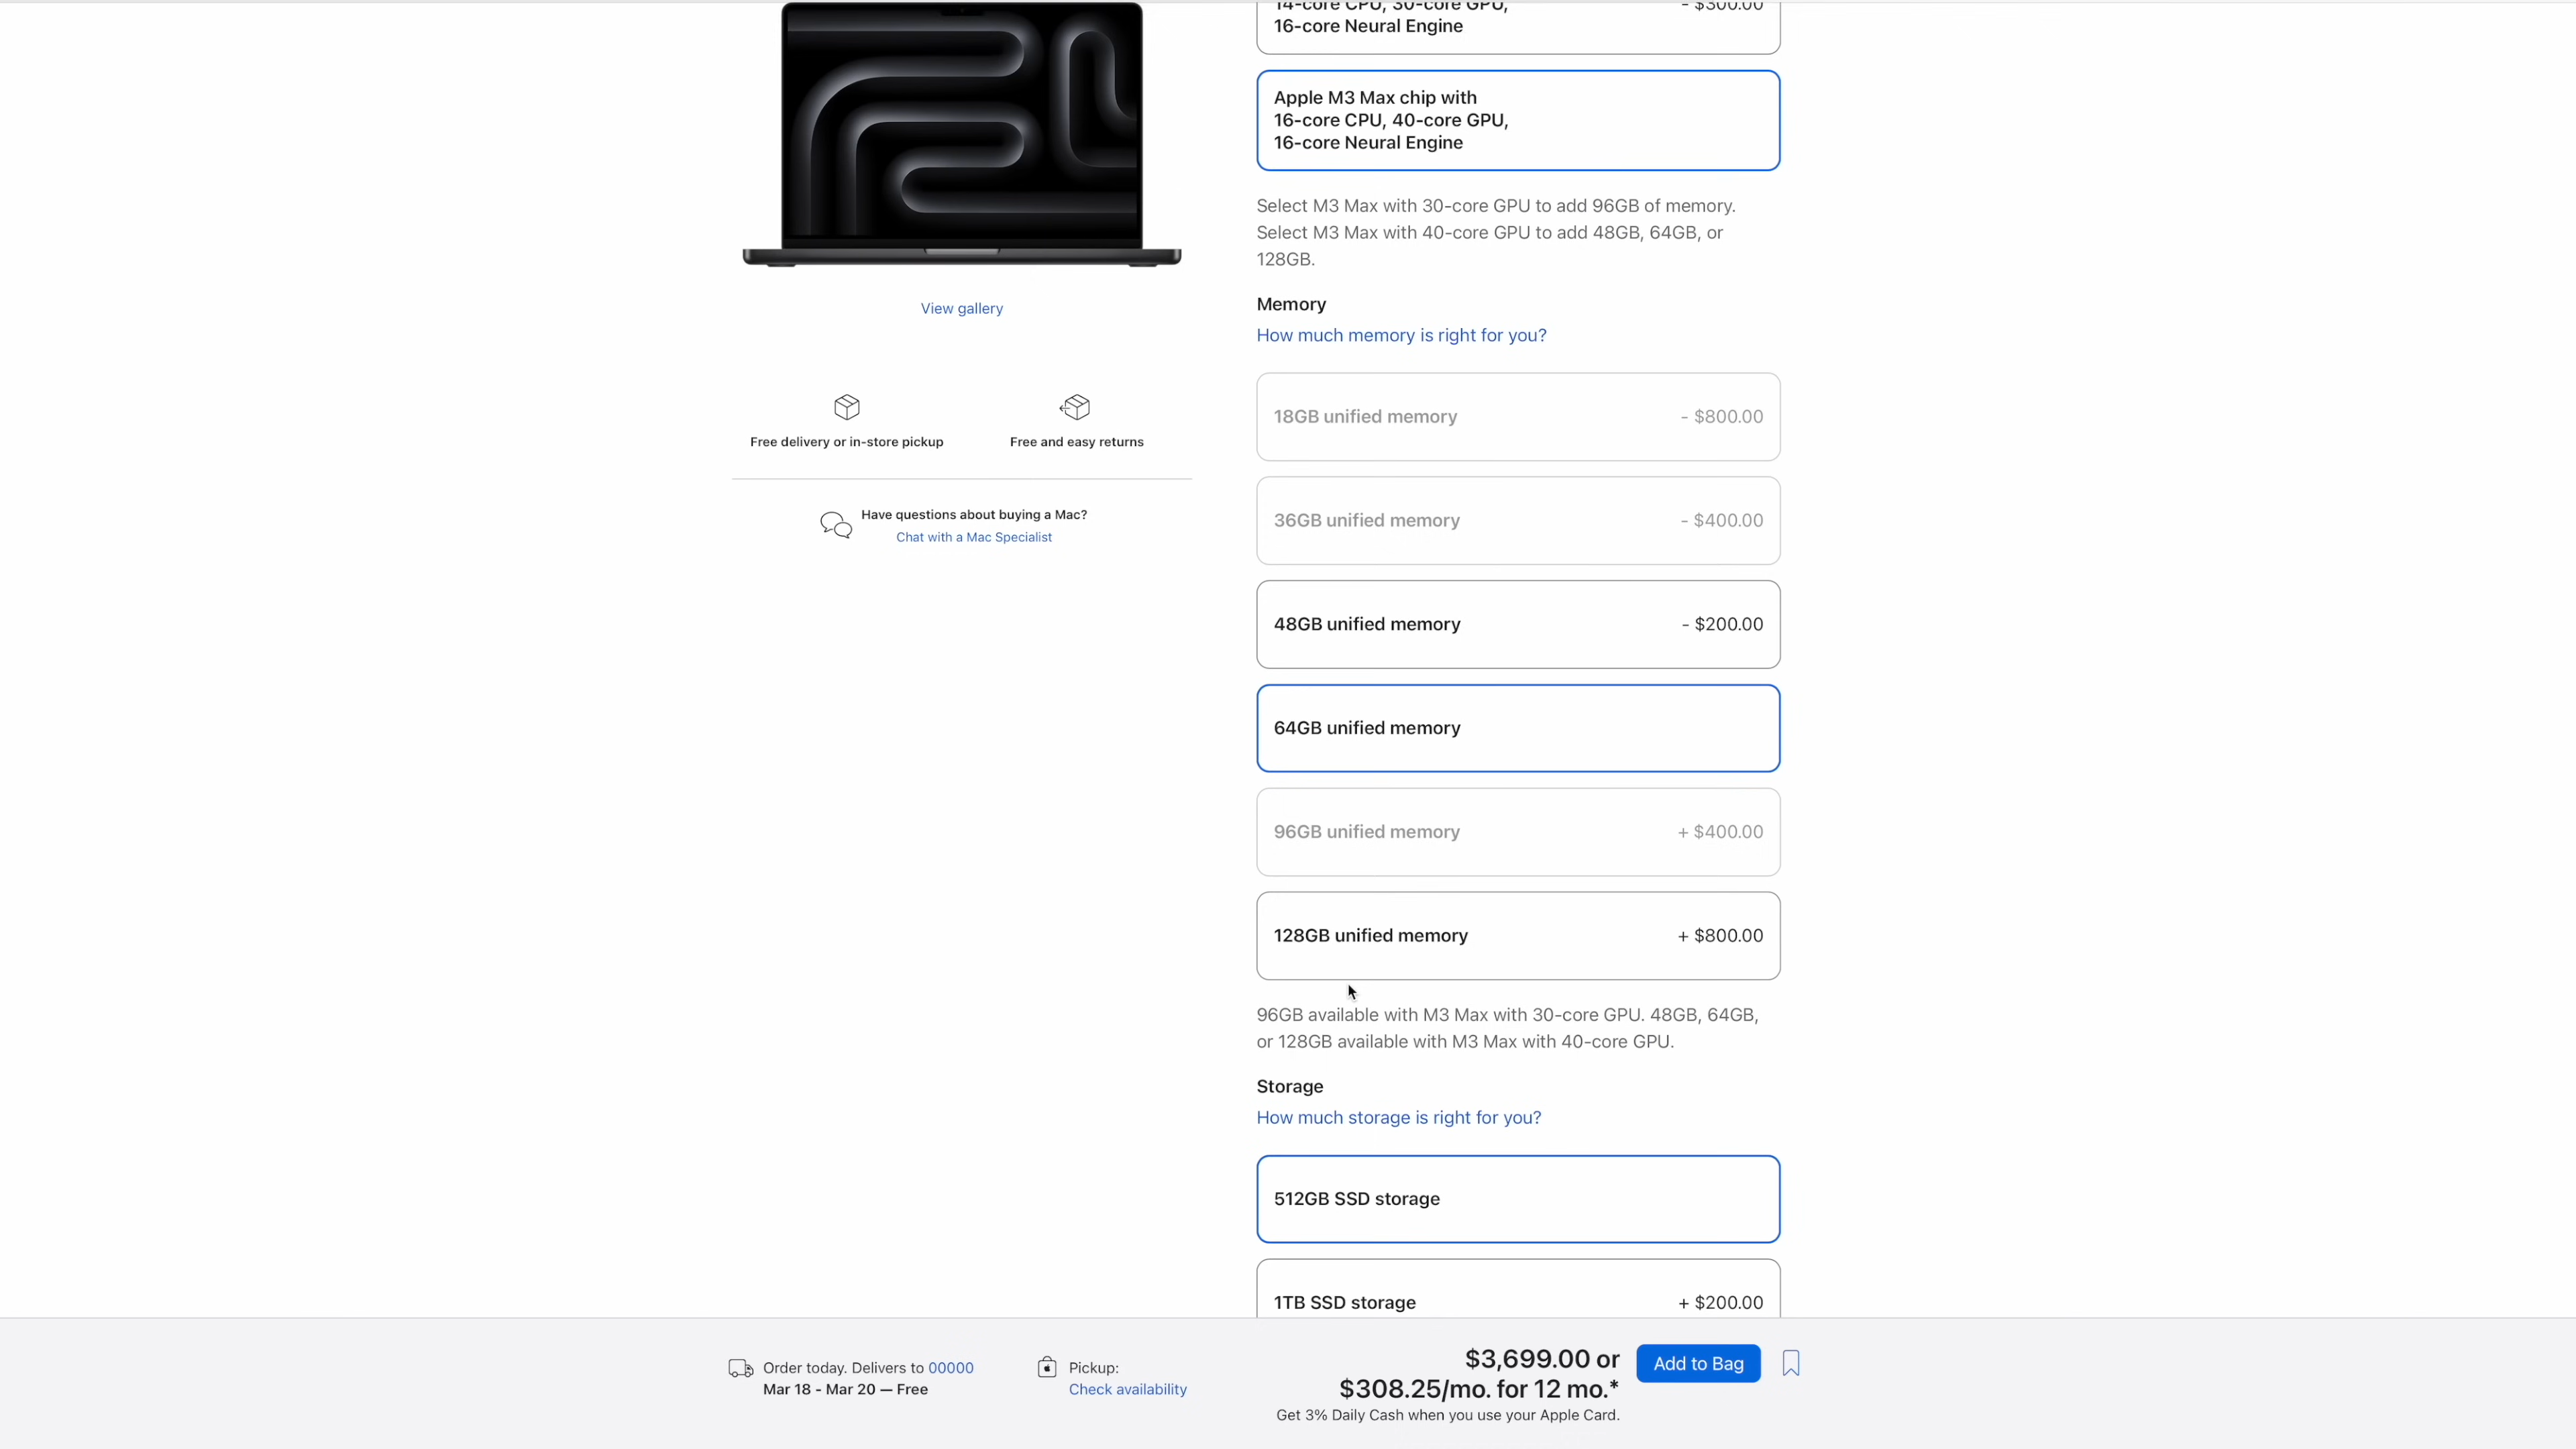 14-core CPU, 30-core GPU,
16-core Neural Engine
- $300.00
Apple M3 Max chip with
16-core CPU, 40-core GPU,
16-core Neural Engine
Select M3 Max with 30-core GPU to add 96GB of memory.
Select M3 Max with 40-core GPU to add 48GB, 64GB, or
128GB.
View gallery
Free delivery or in-store pickup
Free and easy returns
Have questions about buying a Mac?
Chat with a Mac Specialist
Memory
How much memory is right for you?
18GB unified memory - $800.00
36GB unified memory - $400.00
48GB unified memory - $200.00
64GB unified memory
96GB unified memory + $400.00
128GB unified memory + $800.00
96GB available with M3 Max with 30-core GPU. 48GB, 64GB,
or 128GB available with M3 Max with 40-core GPU.
Storage
How much storage is right for you?
512GB SSD storage
1TB SSD storage + $200.00
Order today. Delivers to 00000
Mar 18 - Mar 20 — Free
Pickup:
Check availability
$3,699.00 or
$308.25/mo. for 12 mo.*
Get 3% Daily Cash when you use your Apple Card.
Add to Bag